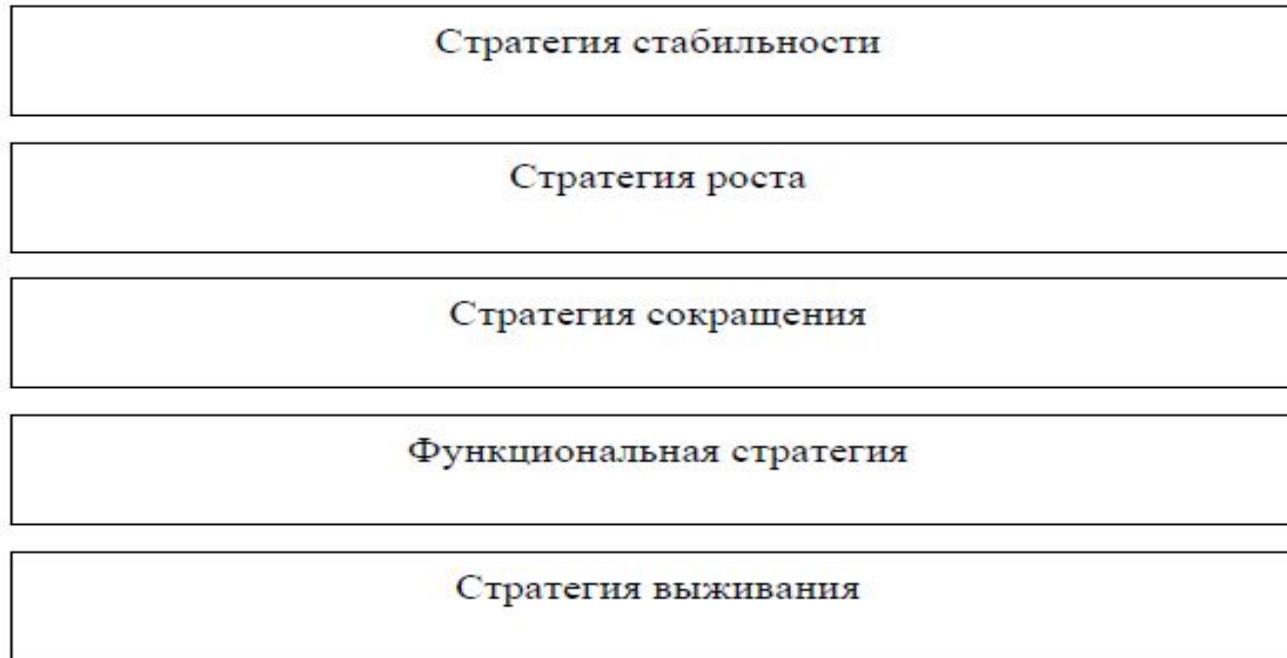 Стратегия стабильности
Стратегия роста
Стратегия сокращения
Функциональная стратегия
Стратегия выживания